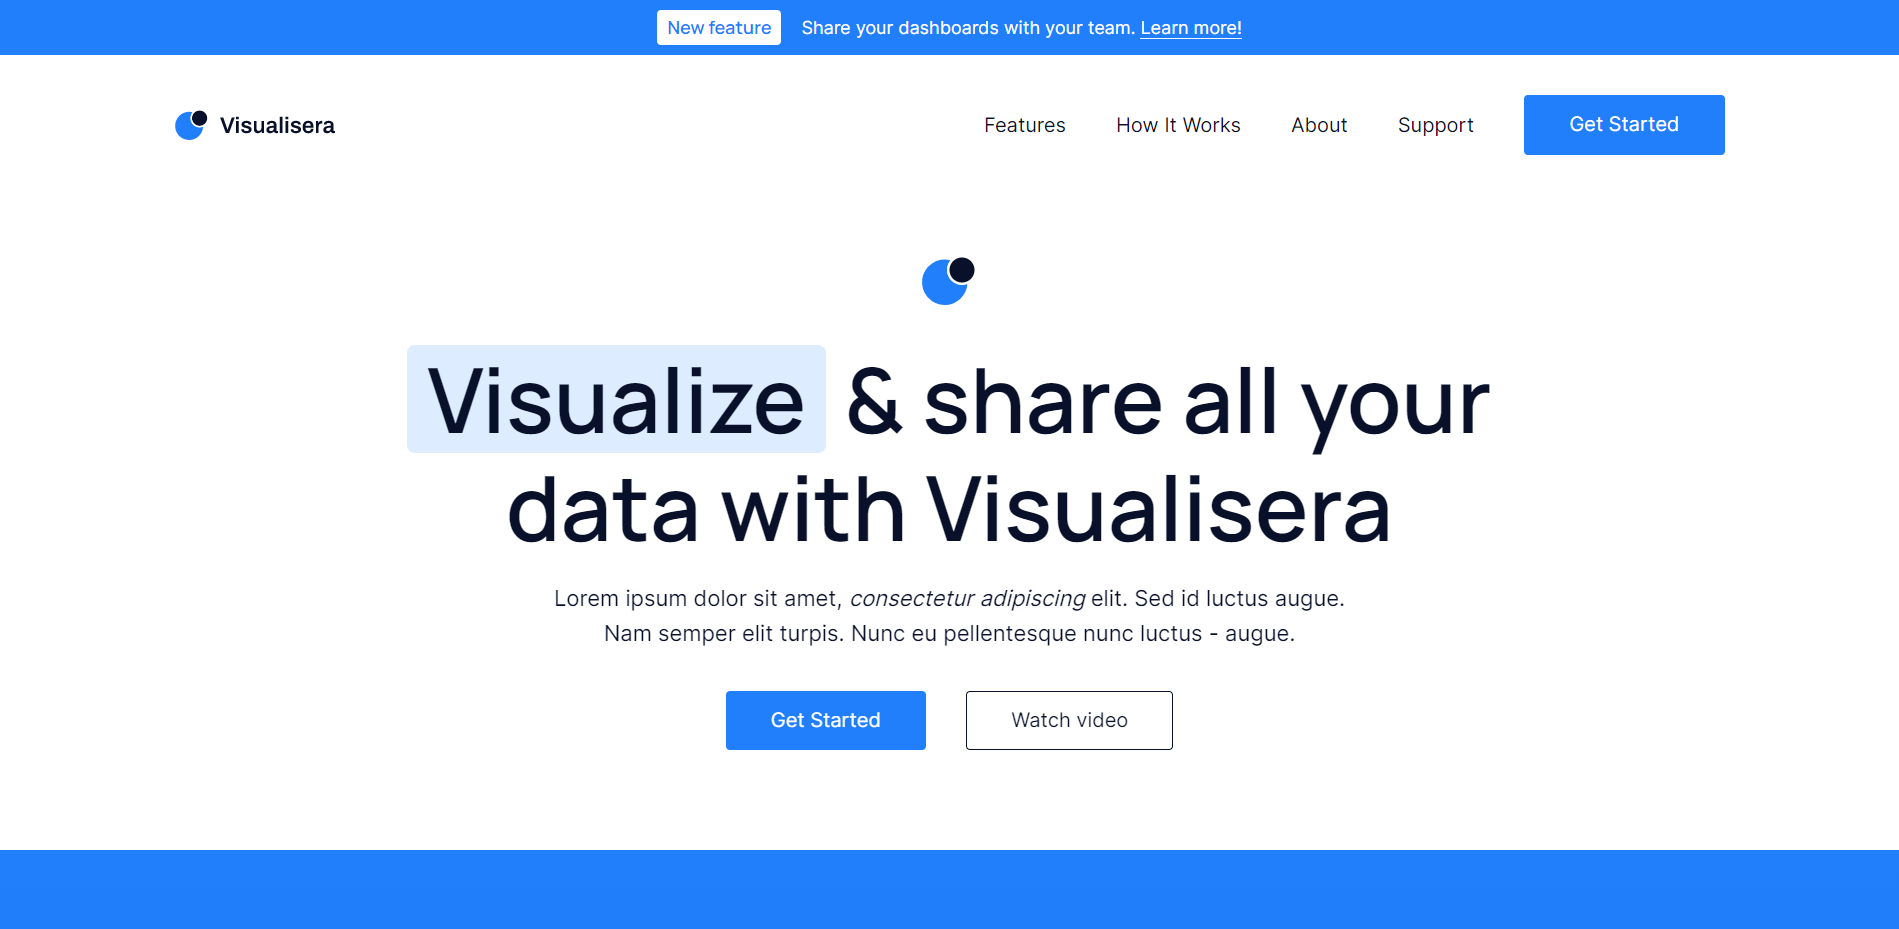 New feature Share your dashboards with your team. Learn more!
Visualisera Features How It Works About Support Get Started
Visualize & share all your
data with Visualisera
Lorem ipsum dolor sit amet, consectetur adipiscing elit. Sed id luctus augue.
Nam semper elit turpis. Nunc eu pellentesque nunc luctus - augue.
Get Started Watch video